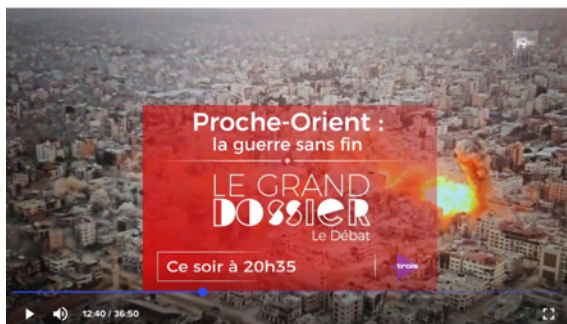 19
Proche-Orient :
la guerre sans fin
LE GRAND
DOSSIER
Le Débat
Ce soir à 20h35
trois
12:40 / 36:50